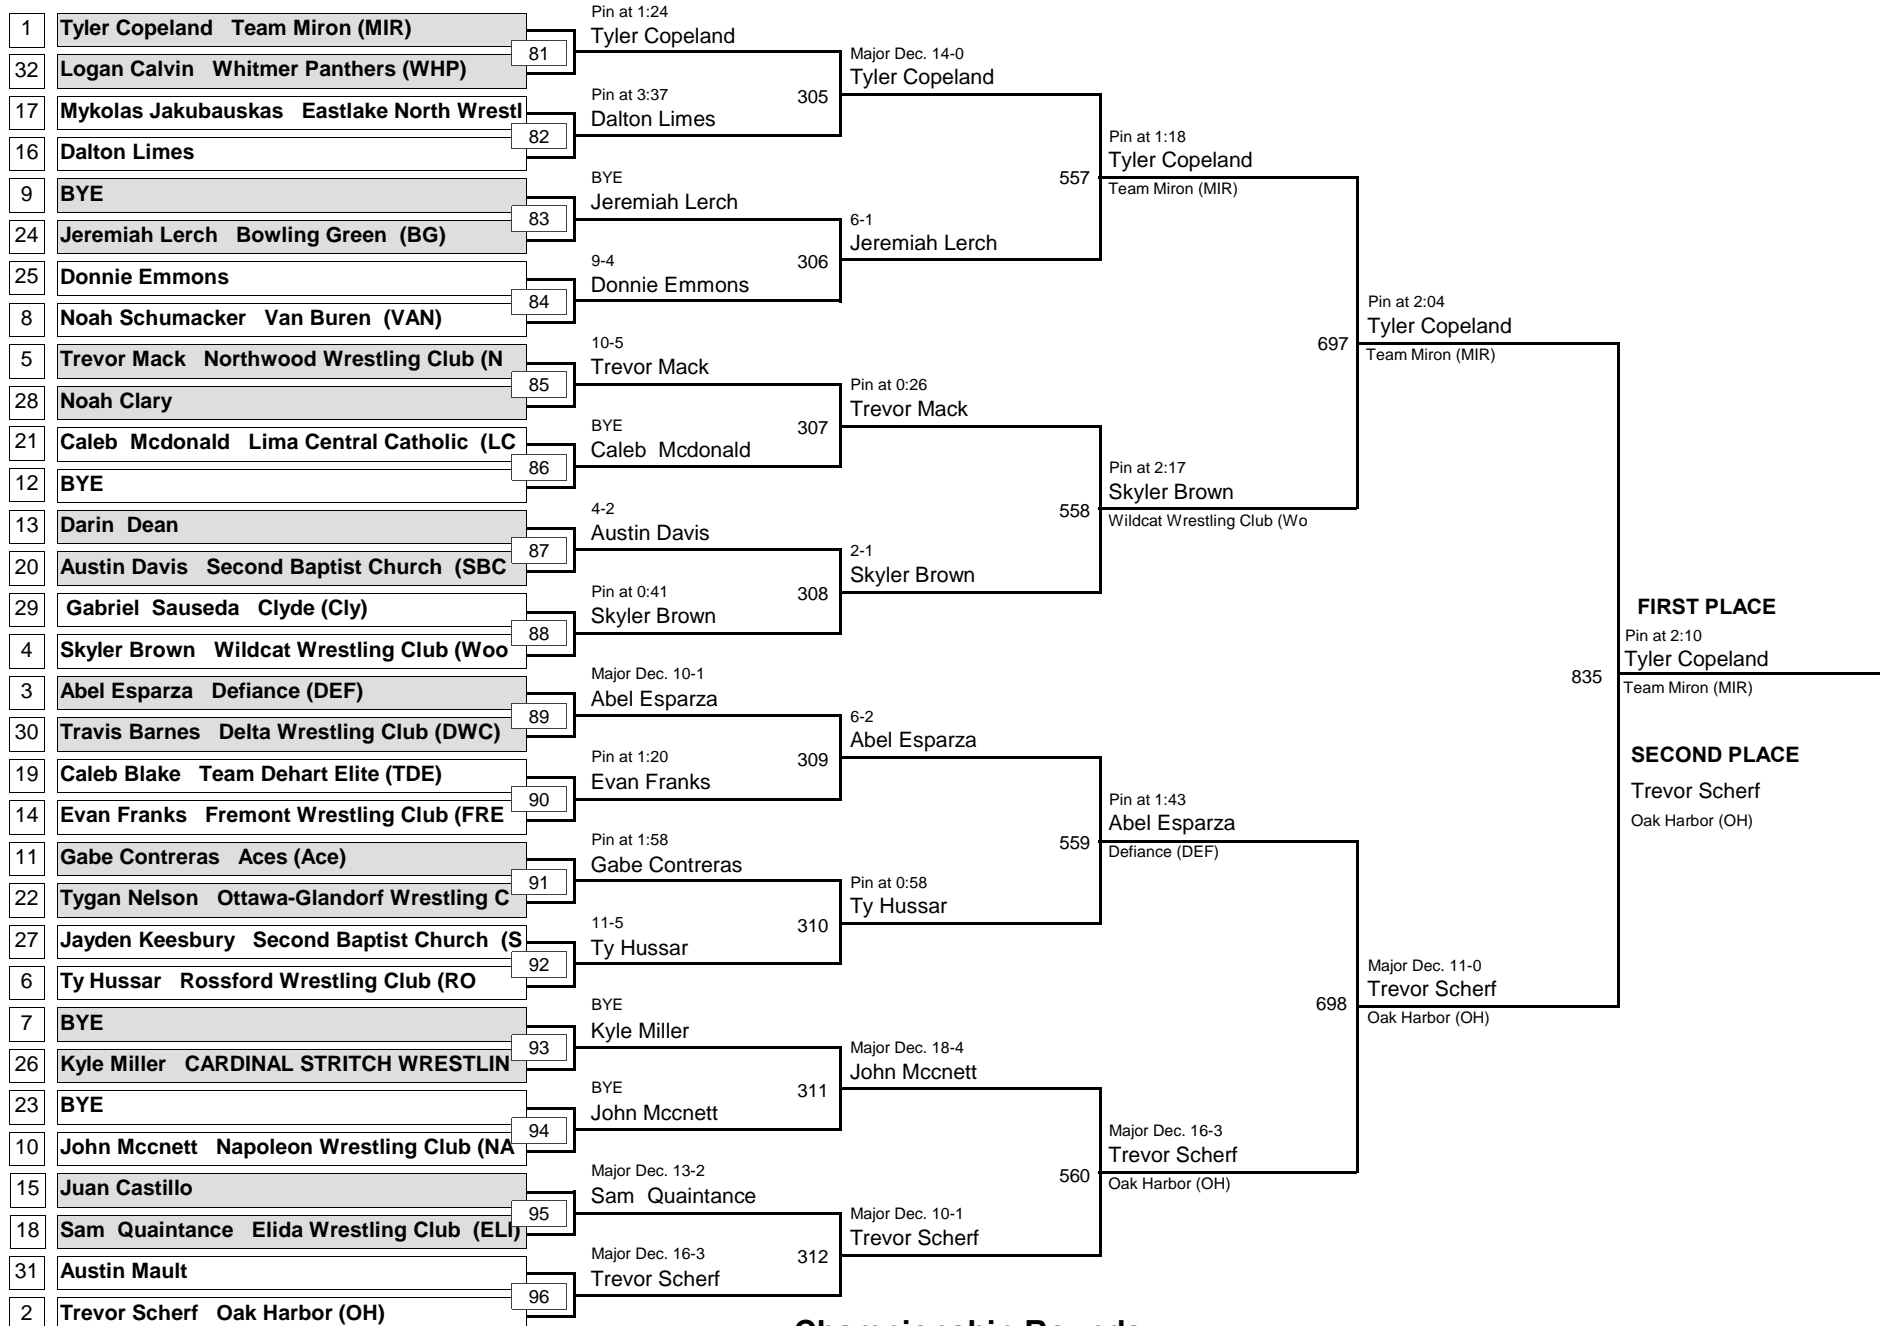 1 Tyler Copeland Team Miron (MIR)
32 Logan Calvin Whitmer Panthers (WHP)
17 Mykolas Jakubauskas Eastlake North Wrestl
16 Dalton Limes
9 BYE
24 Jeremiah Lerch Bowling Green (BG)
25 Donnie Emmons
8 Noah Schumacker Van Buren (VAN)
5 Trevor Mack Northwood Wrestling Club (N
28 Noah Clary
21 Caleb Mcdonald Lima Central Catholic (LC
12 BYE
13 Darin Dean
20 Austin Davis Second Baptist Church (SBC
29 Gabriel Sauseda Clyde (Cly)
4 Skyler Brown Wildcat Wrestling Club (Woo
3 Abel Esparza Defiance (DEF)
30 Travis Barnes Delta Wrestling Club (DWC)
19 Caleb Blake Team Dehart Elite (TDE)
14 Evan Franks Fremont Wrestling Club (FRE
11 Gabe Contreras Aces (Ace)
22 Tygan Nelson Ottawa-Glandorf Wrestling C
27 Jayden Keesbury Second Baptist Church (S
6 Ty Hussar Rossford Wrestling Club (RO
7 BYE
26 Kyle Miller CARDINAL STRITCH WRESTLIN
23 BYE
10 John Mccnett Napoleon Wrestling Club (NA
15 Juan Castillo
18 Sam Quaintance Elida Wrestling Club (ELI)
31 Austin Mault
2 Trevor Scherf Oak Harbor (OH)
81
82
83
84
85
86
87
88
89
90
91
92
93
94
95
96
Pin at 1:24
Tyler Copeland
Pin at 3:37
Dalton Limes
BYE
Jeremiah Lerch
9-4
Donnie Emmons
10-5
Trevor Mack
BYE
Caleb Mcdonald
4-2
Austin Davis
Pin at 0:41
Skyler Brown
Major Dec. 10-1
Abel Esparza
Pin at 1:20
Evan Franks
Pin at 1:58
Gabe Contreras
11-5
Ty Hussar
BYE
Kyle Miller
BYE
John Mccnett
Major Dec. 13-2
Sam Quaintance
Major Dec. 16-3
Trevor Scherf
305
306
307
308
309
310
311
312
Major Dec. 14-0
Tyler Copeland
6-1
Jeremiah Lerch
Pin at 0:26
Trevor Mack
2-1
Skyler Brown
6-2
Abel Esparza
Pin at 0:58
Ty Hussar
Major Dec. 18-4
John Mccnett
Major Dec. 10-1
Trevor Scherf
557
558
559
560
Pin at 1:18
Tyler Copeland
Team Miron (MIR)
Pin at 2:17
Skyler Brown
Wildcat Wrestling Club (Wo
Pin at 1:43
Abel Esparza
Defiance (DEF)
Major Dec. 16-3
Trevor Scherf
Oak Harbor (OH)
697
698
Pin at 2:04
Tyler Copeland
Team Miron (MIR)
Major Dec. 11-0
Trevor Scherf
Oak Harbor (OH)
835
FIRST PLACE
Pin at 2:10
Tyler Copeland
Team Miron (MIR)
SECOND PLACE
Trevor Scherf
Oak Harbor (OH)
Championship Rounds